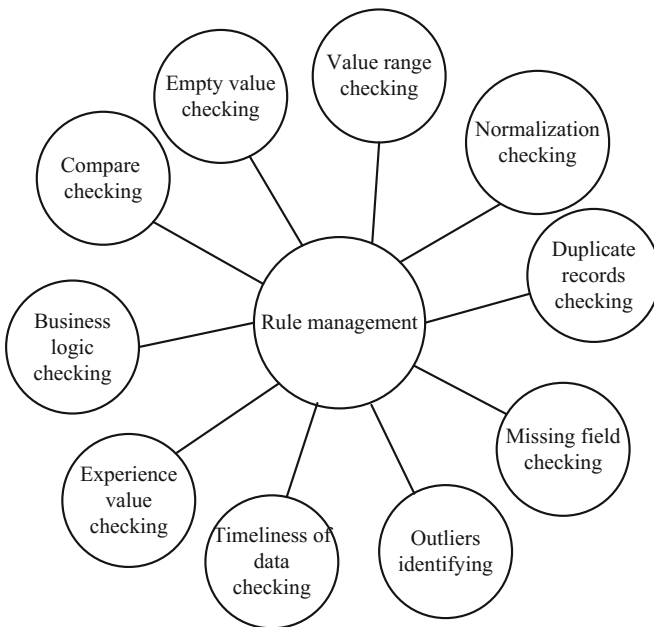 Value range
checking
Empty value
checking
Normalization
checking
Compare
checking
Duplicate
records
checking
Rule management
Business
logic
checking
Missing field
checking
Experience
value
checking
Timeliness of
data
checking
Outliers
identifying